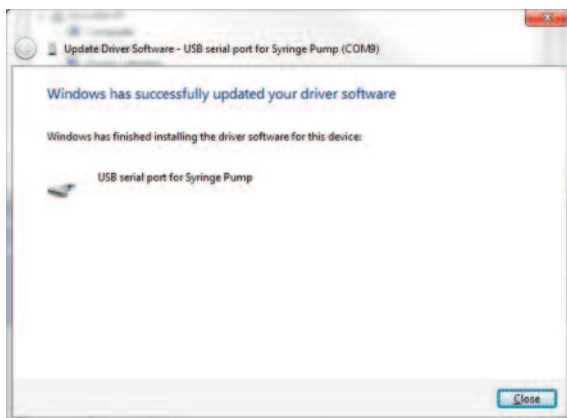 Update Driver Software - USB serial port for Syringe Pump (COM9)
Windows has successfully updated your driver software
Windows has finished installing the driver software for this device:
USB serial port for Syringe Pump
Close